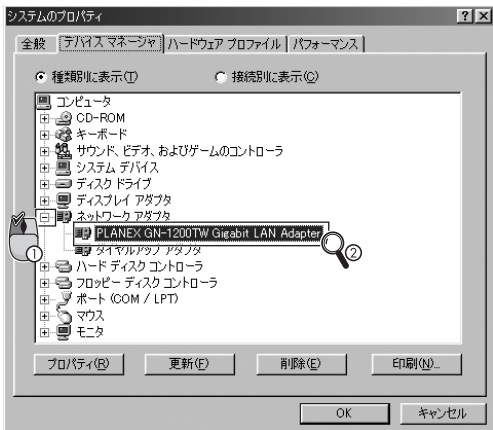 システムのプロパティ
全般 デバイス マネージャ ハードウェア プロファイル パフォーマンス
種類別に表示(T) 接続別に表示(C)
コンピュータ
CD-ROM
キーボード
サウンド、ビデオ、およびゲームのコントローラ
システム デバイス
ディスク ドライブ
ディスプレイ アダプタ
ネットワーク アダプタ
PLANEX GN-1200TW Gigabit LAN Adapter
①
②
ダイヤルアップ アダプタ
ハード ディスク コントローラ
フロッピー ディスク コントローラ
ポート (COM / LPT)
マウス
モニタ
プロパティ(R) 更新(F) 削除(E) 印刷(N)...
OK キャンセル